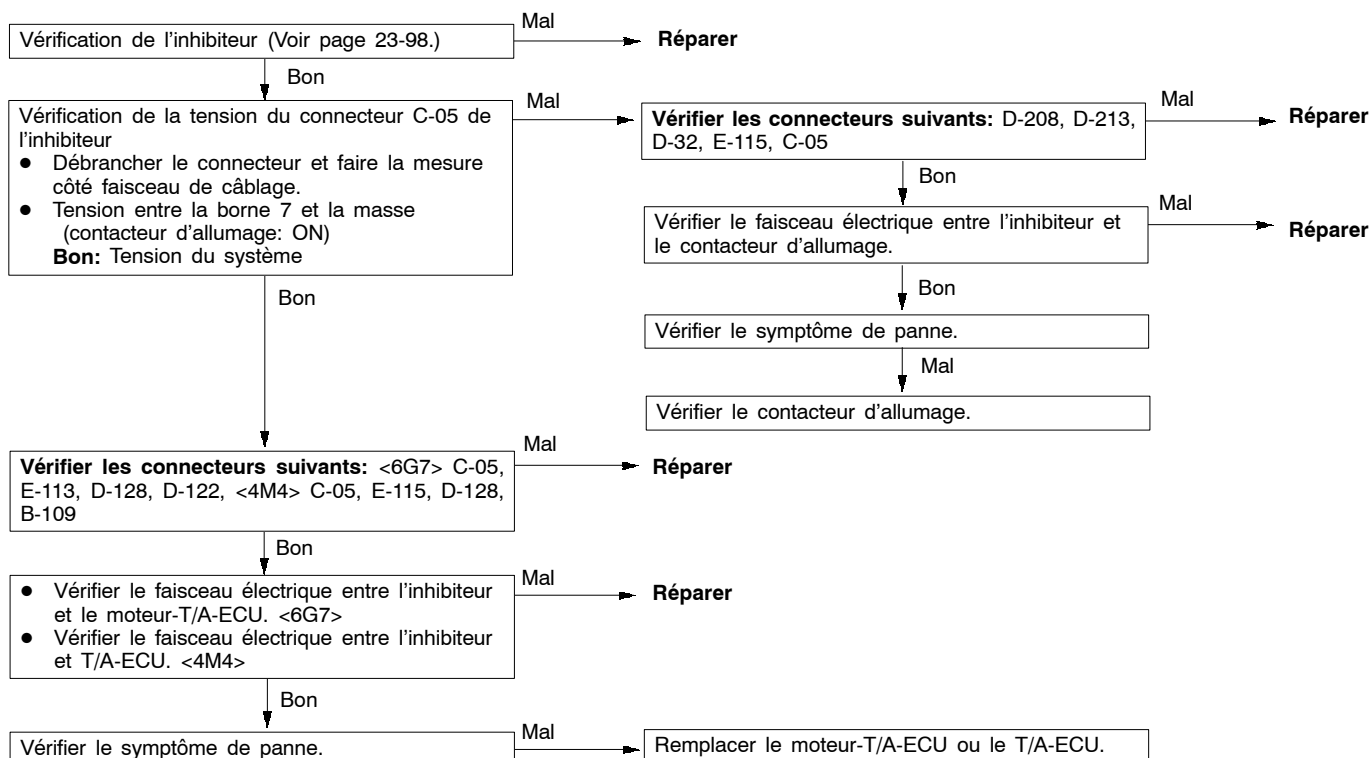 Mal
Vérification de l'inhibiteur (Voir page 23-98.)
Réparer
Bon
Vérification de la tension du connecteur C-05 de
l'inhibiteur
● Débrancher le connecteur et faire la mesure
côté faisceau de câblage.
● Tension entre la borne 7 et la masse
(contacteur d'allumage: ON)
Bon: Tension du système
Mal
Vérifier les connecteurs suivants: D-208, D-213,
D-32, E-115, C-05
Mal
Réparer
Bon
Vérifier le faisceau électrique entre l'inhibiteur et
le contacteur d'allumage.
Mal
Réparer
Bon
Bon
Vérifier le symptôme de panne.
Mal
Vérifier le contacteur d'allumage.
Vérifier les connecteurs suivants: <6G7> C-05,
E-113, D-128, D-122, <4M4> C-05, E-115, D-128,
B-109
Mal
Réparer
Bon
● Vérifier le faisceau électrique entre l'inhibiteur
et le moteur-T/A-ECU. <6G7>
● Vérifier le faisceau électrique entre l'inhibiteur
et T/A-ECU. <4M4>
Mal
Réparer
Bon
Vérifier le symptôme de panne.
Mal
Remplacer le moteur-T/A-ECU ou le T/A-ECU.